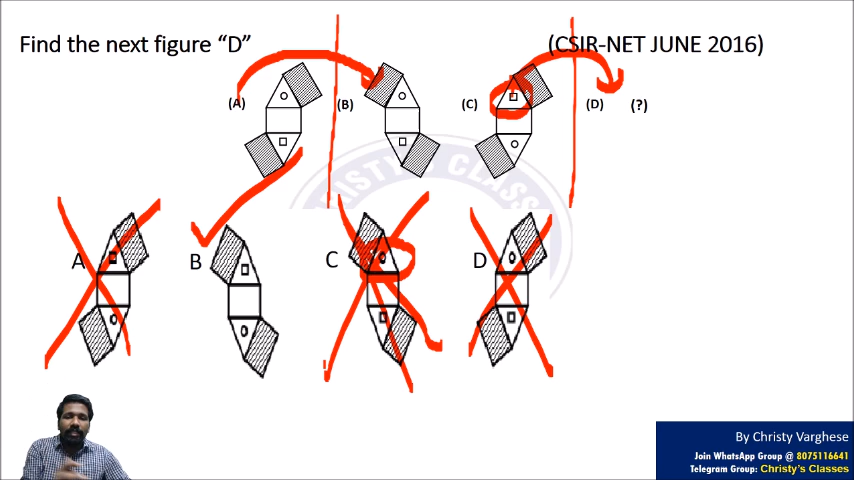 Find the next figure “D”
(CSIR-NET JUNE 2016)
(A)
(B)
(C)
(D)
(?)
A
B
C
D
By Christy Varghese
Join WhatsApp Group @ 8075116641
Telegram Group: Christy's Classes